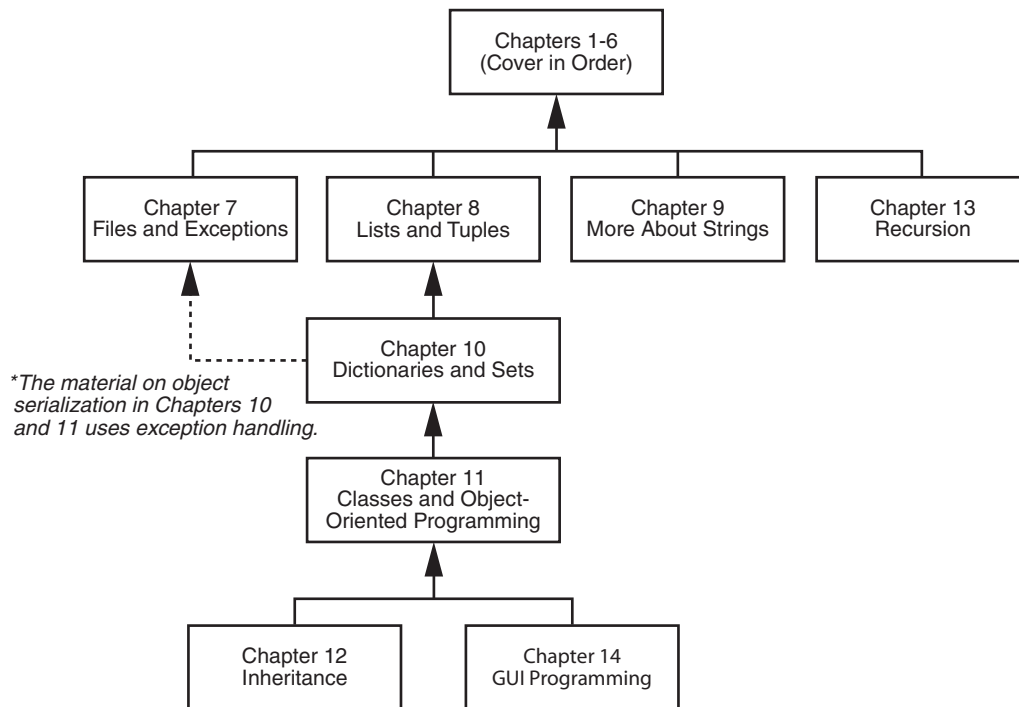 Chapters 1-6
(Cover in Order)
Chapter 7
Files and Exceptions
Chapter 8
Lists and Tuples
Chapter 9
More About Strings
Chapter 13
Recursion
Chapter 10
Dictionaries and Sets
*The material on object
serialization in Chapters 10
and 11 uses exception handling.
Chapter 11
Classes and Object-
Oriented Programming
Chapter 12
Inheritance
Chapter 14
GUI Programming